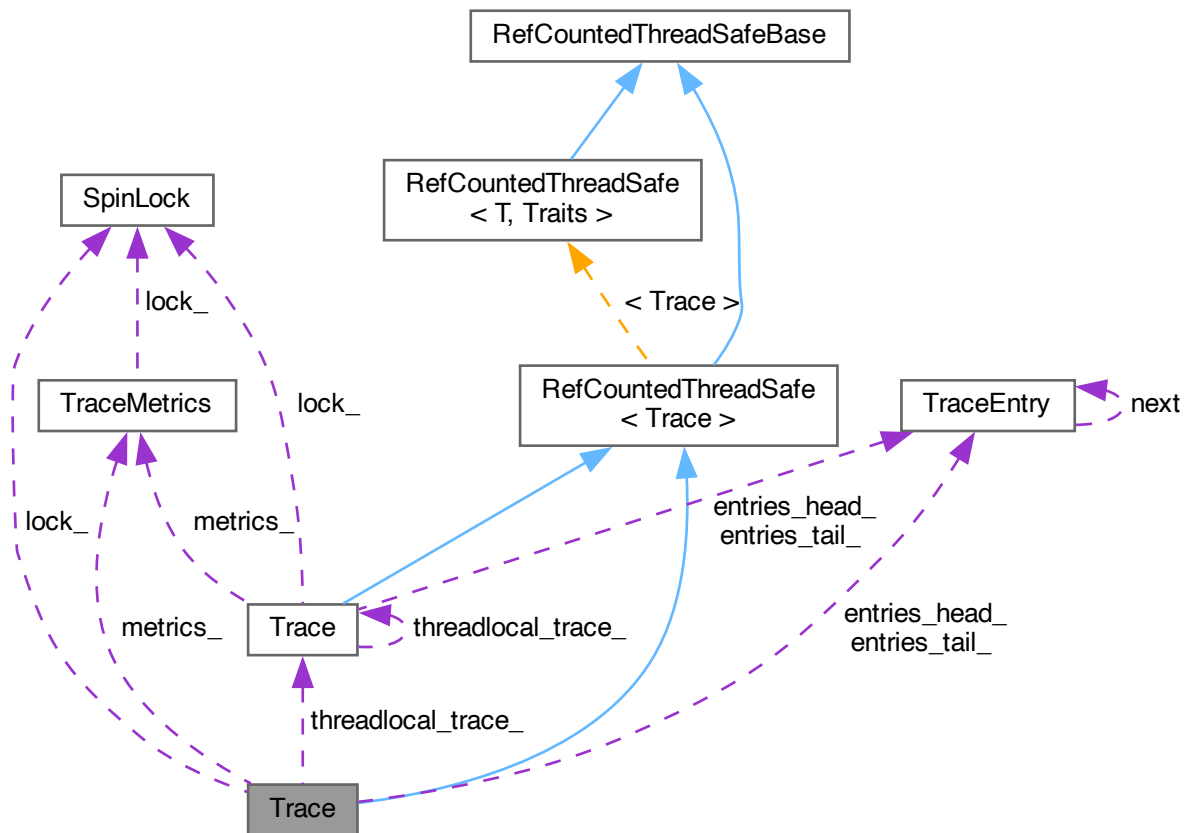 RefCountedThreadSafeBase
RefCountedThreadSafe
< T, Traits >
SpinLock
lock_
< Trace >
TraceMetrics
lock_
RefCountedThreadSafe
< Trace >
TraceEntry
next
lock_
metrics_
entries_head_
entries_tail_
metrics_
Trace
threadlocal_trace_
entries_head_
entries_tail_
threadlocal_trace_
Trace